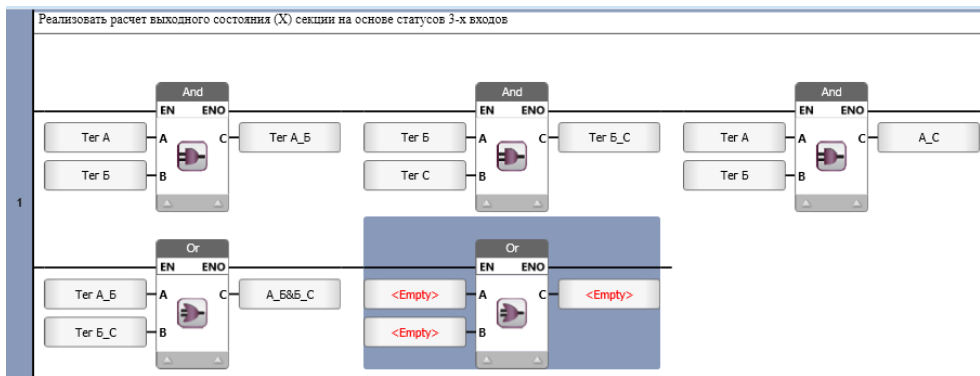 Реализовать расчет выходного состояния (X) секции на основе статусов 3-х входов
And And And
EN ENO EN ENO EN ENO
Тег А A C Тег А_Б Тег Б A C Тег Б_С Тег А A C А_С
Тег Б B Тег С B Тег Б B
1
Or Or
EN ENO EN ENO
Тег А_Б A C А_Б&Б_С <Empty> A C <Empty>
Тег Б_С B <Empty> B